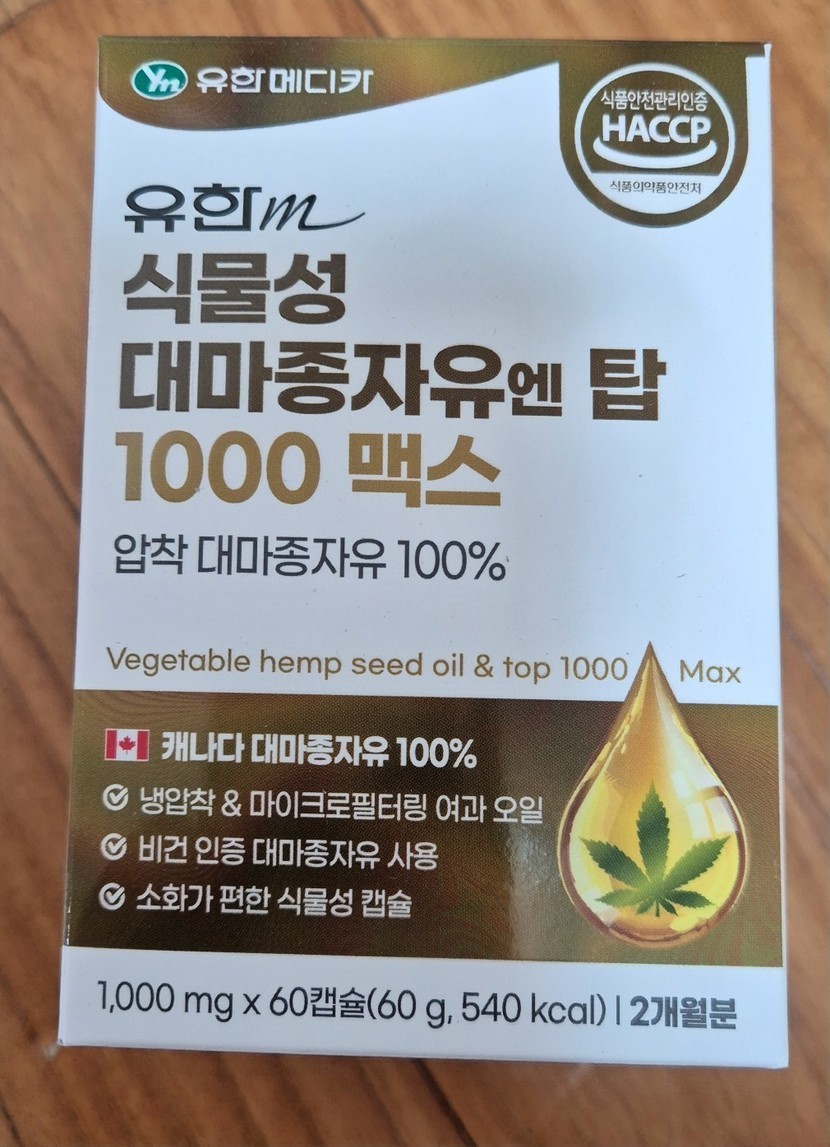 Yn 유한메디카
식품안전관리인증
HACCP
식품의약품안전처
유한m
식물성
대마종자유엔 탑
1000 맥스
압착 대마종자유 100%
Vegetable hemp seed oil & top 1000 Max
캐나다 대마종자유 100%
냉압착 & 마이크로필터링 여과 오일
비건 인증 대마종자유 사용
소화가 편한 식물성 캡슐
1,000 mg x 60캡슐(60 g, 540 kcal) | 2개월분